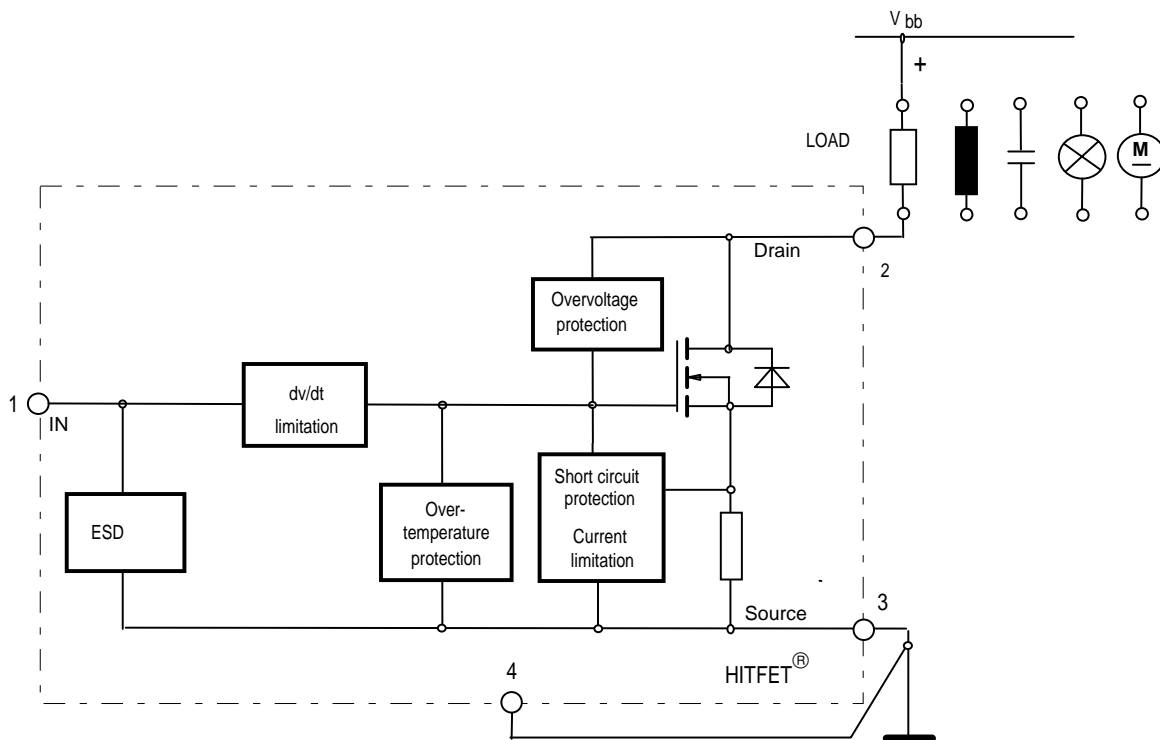 V bb
+
LOAD
M
Drain
2
Overvoltage
protection
dv/dt
limitation
1
IN
Short circuit
protection
Current
limitation
Over-
temperature
protection
ESD
Source
3
HITFET®
4